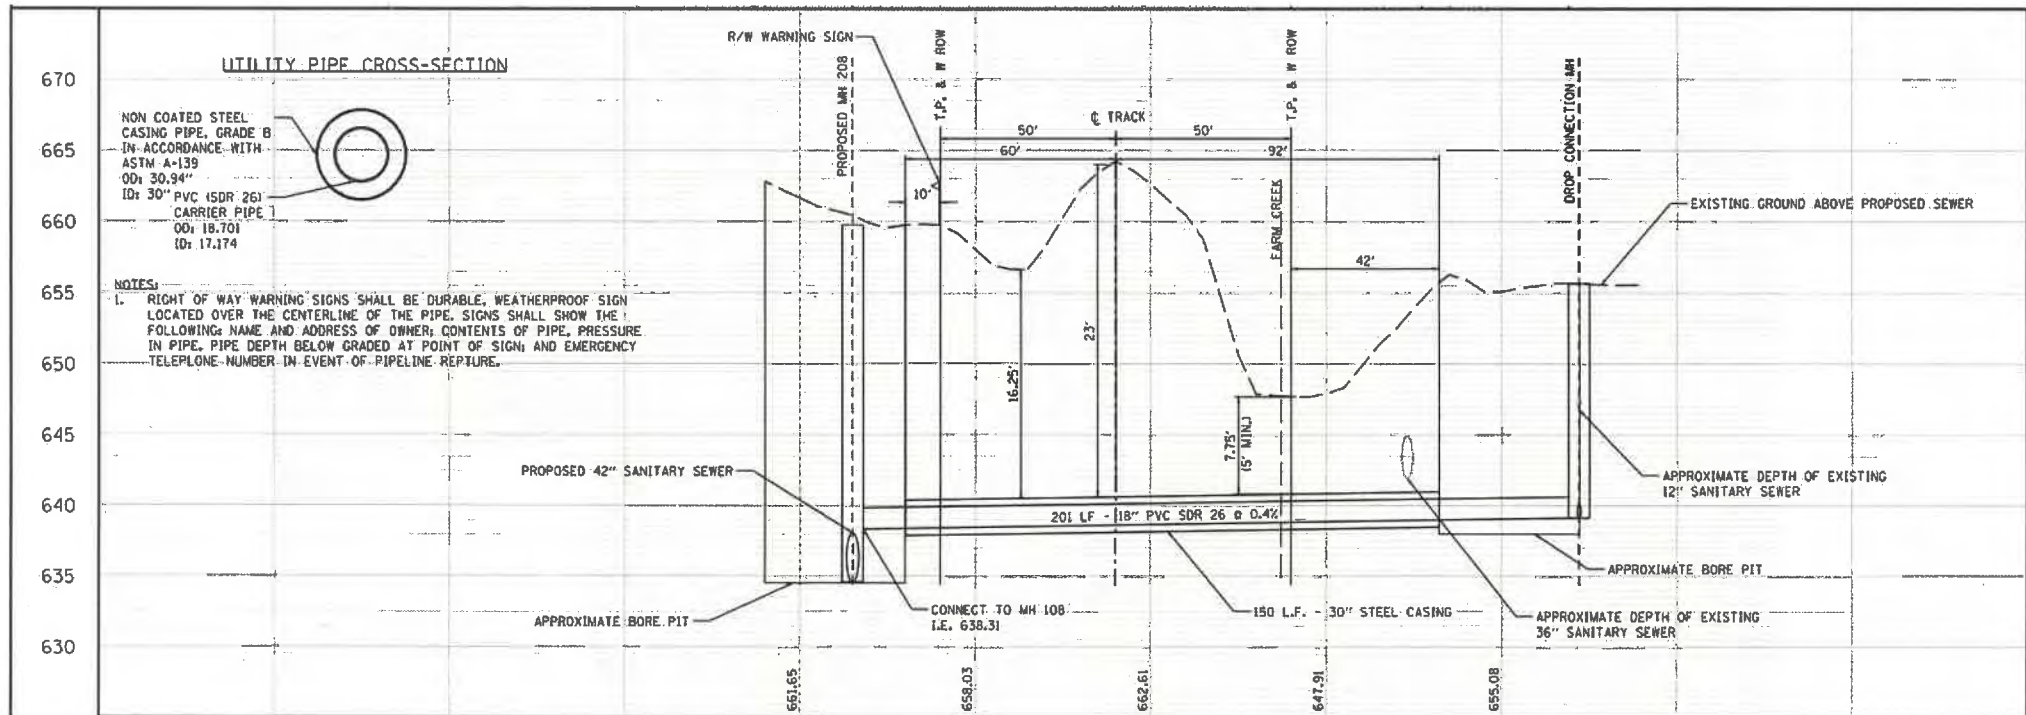 UTILITY PIPE CROSS-SECTION
NON COATED STEEL
CASING PIPE, GRADE B
IN ACCORDANCE WITH
ASTM A-139
OD: 30.94"
ID: 30"
PVC (SDR 26)
CARRIER PIPE
OD: 18.701
ID: 17.174
NOTES:
1. RIGHT OF WAY WARNING SIGNS SHALL BE DURABLE, WEATHERPROOF SIGN
LOCATED OVER THE CENTERLINE OF THE PIPE. SIGNS SHALL SHOW THE
FOLLOWING: NAME AND ADDRESS OF OWNER; CONTENTS OF PIPE, PRESSURE
IN PIPE, PIPE DEPTH BELOW GRADED AT POINT OF SIGN; AND EMERGENCY
TELEPLONE NUMBER IN EVENT OF PIPELINE REPTURE.
670
665
660
655
650
645
640
635
630
R/W WARNING SIGN
PROPOSED MH 208
T.P. & W ROW
℄ TRACK
T.P. & W ROW
DROP CONNECTION MH
50'
50'
60'
92'
10'
FARM CREEK
EXISTING GROUND ABOVE PROPOSED SEWER
42'
23'
16.25'
7.75'
(5' MIN.)
PROPOSED 42" SANITARY SEWER
APPROXIMATE DEPTH OF EXISTING
12" SANITARY SEWER
201 LF - 18" PVC SDR 26 @ 0.4%
APPROXIMATE BORE PIT
CONNECT TO MH 108
I.E. 638.31
150 L.F. - 30" STEEL CASING
APPROXIMATE BORE PIT
APPROXIMATE DEPTH OF EXISTING
36" SANITARY SEWER
661.65
658.03
662.61
647.91
655.08